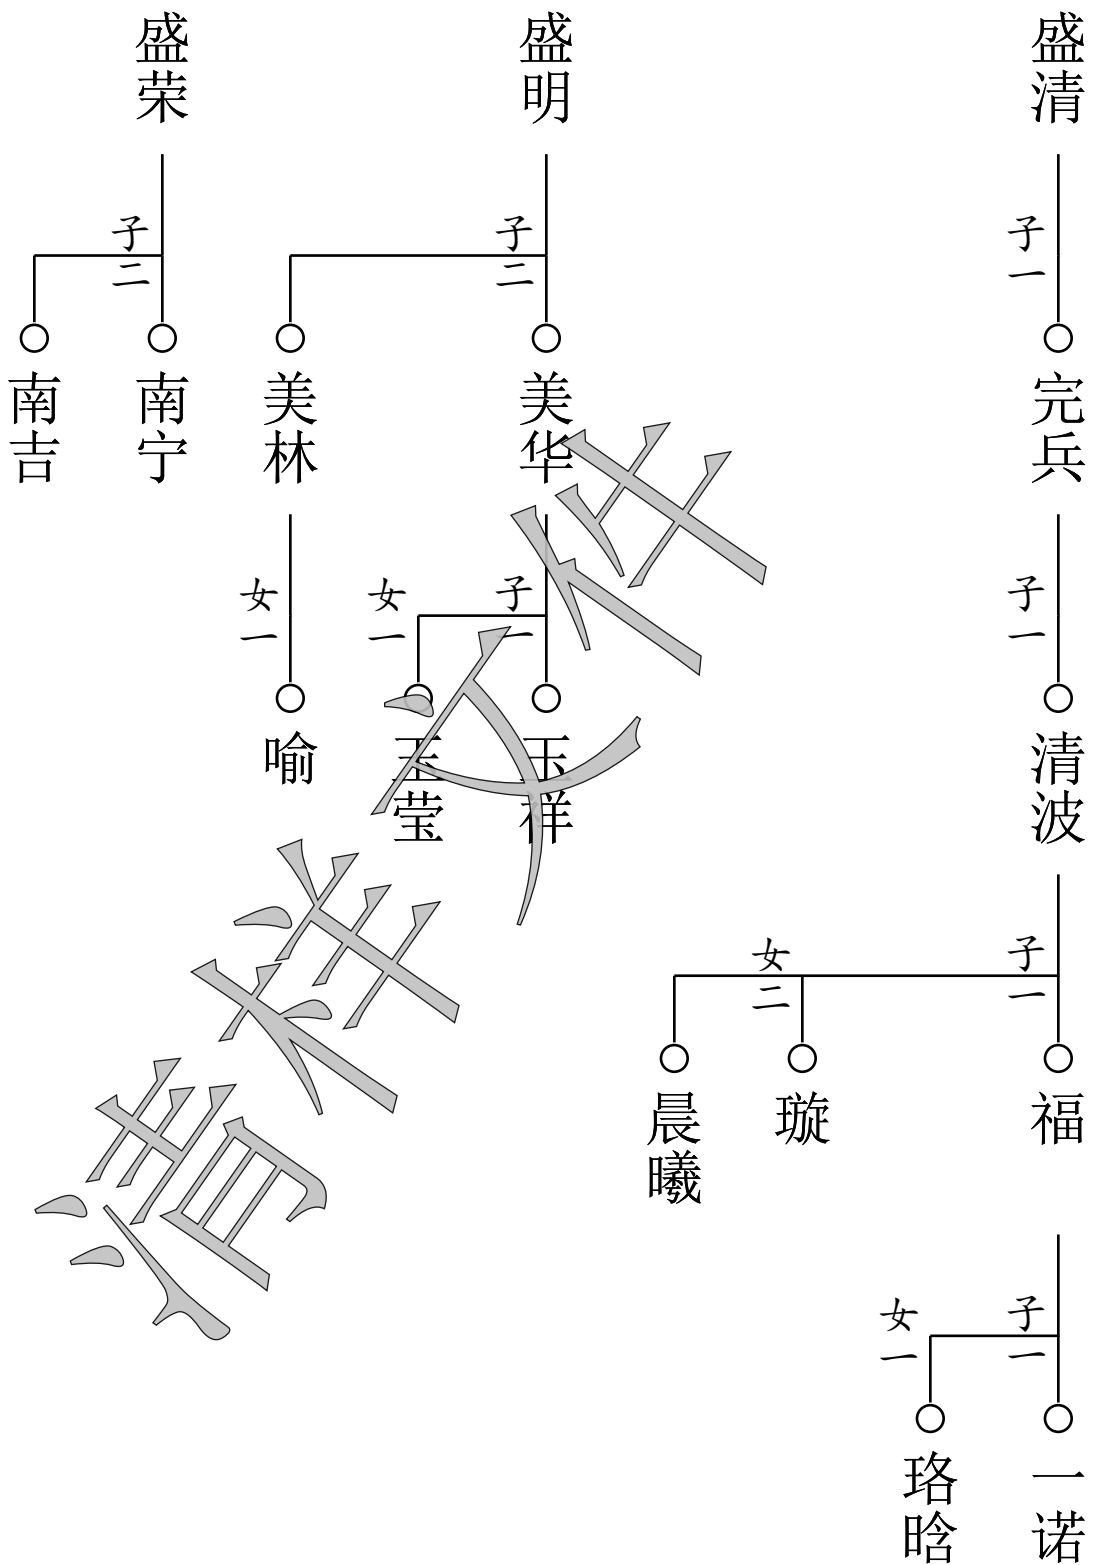 盛清
子一
完兵
子一
清波
子一
福
女二
璇
晨曦
子一
一诺
女一
珞晗
盛明
子二
美华
子一
玉祥
女一
玉莹
美林
女一
喻
盛荣
子二
南宁
南吉
清祥文件